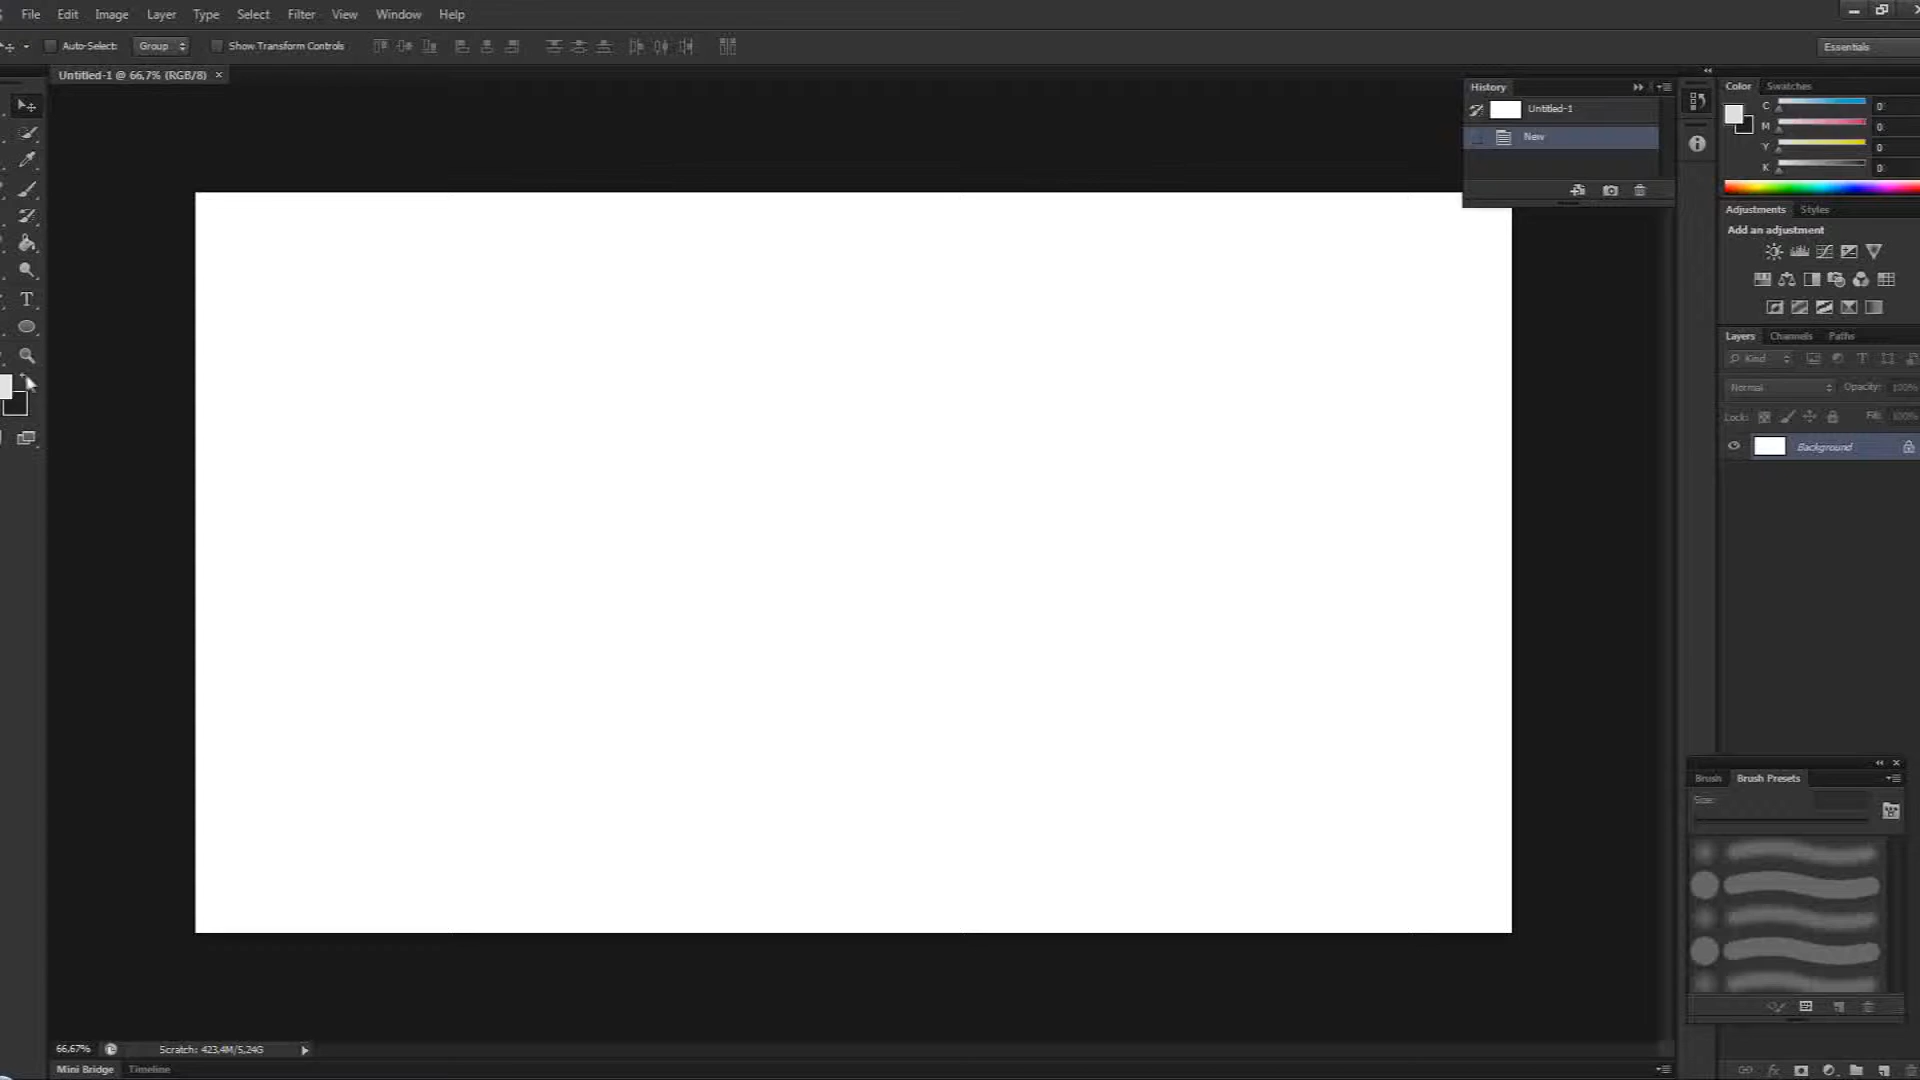 File Edit Image Layer Type Select Filter View Window Help
Auto-Select: Group Show Transform Controls Essentials
Untitled-1 @ 66,7% (RGB/8) ×
History
Untitled-1
New
Color Swatches
C 0
M 0
Y 0
K 0
Adjustments Styles
Add an adjustment
Layers Channels Paths
Kind
Normal Opacity: 100%
Lock: Fill: 100%
Background
Brush Brush Presets
Size:
66,67% Scratch: 423,4M/5,24G
Mini Bridge Timeline